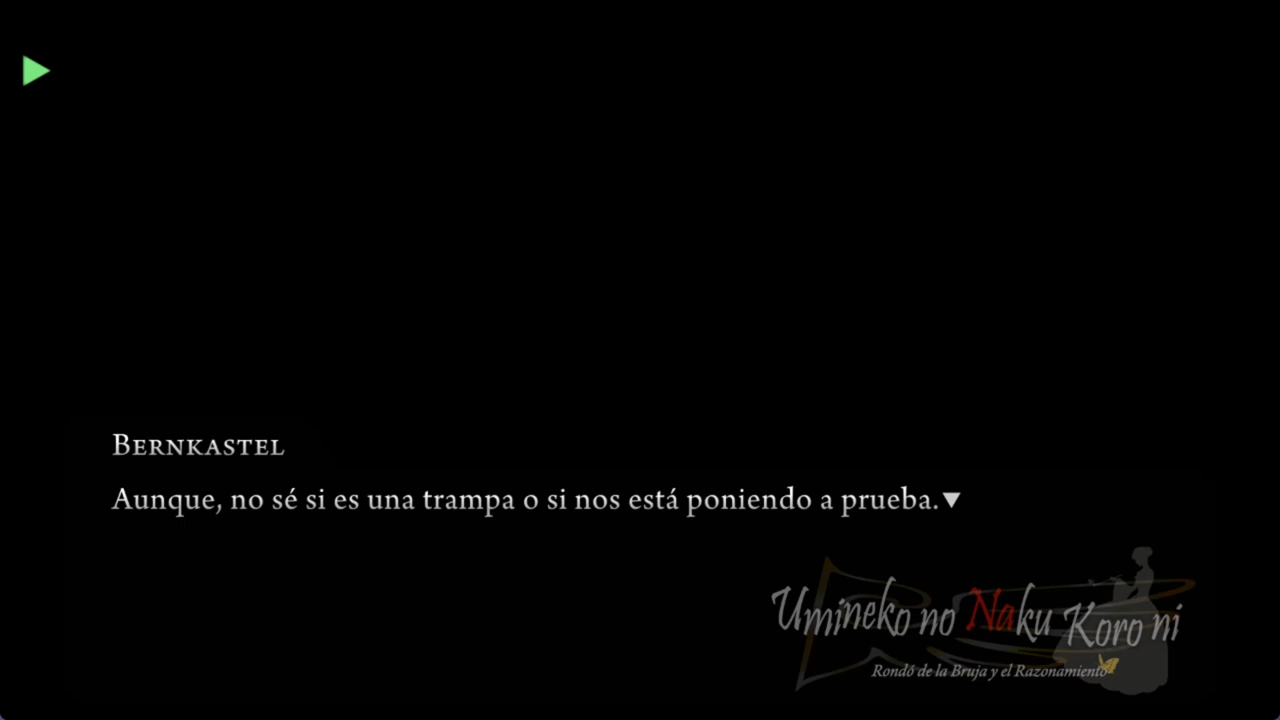 Bernkastel
Aunque, no sé si es una trampa o si nos está poniendo a prueba.
Umineko no Naku Koro ni
Rondó de la Bruja y el Razonamiento